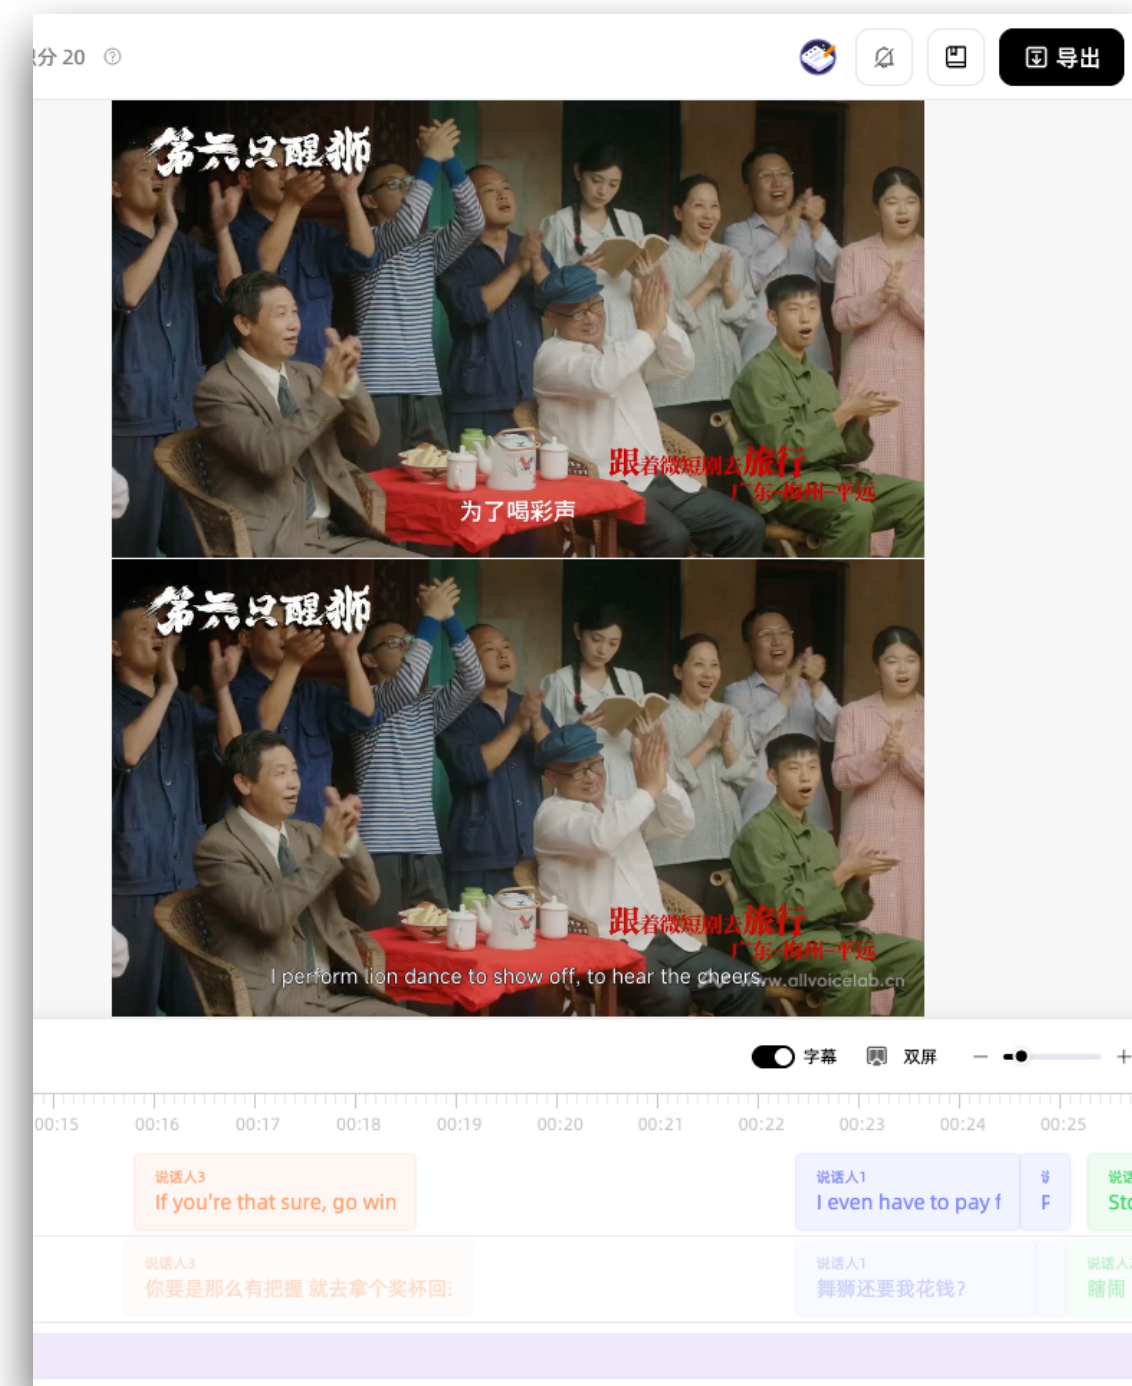 积分 20
导出
第六只醒狮
跟着微短剧去旅行
广东-梅州-平远
为了喝彩声
第六只醒狮
跟着微短剧去旅行
广东-梅州-平远
I perform lion dance to show off, to hear the cheers.
www.allvoicelab.cn
字幕 双屏
00:15 00:16 00:17 00:18 00:19 00:20 00:21 00:22 00:23 00:24 00:25
说话人3
If you're that sure, go win
说话人1
I even have to pay f
F
说话人3
你要是那么有把握 就去拿个奖杯回
说话人1
舞狮还要我花钱?
说话人
瞎闹